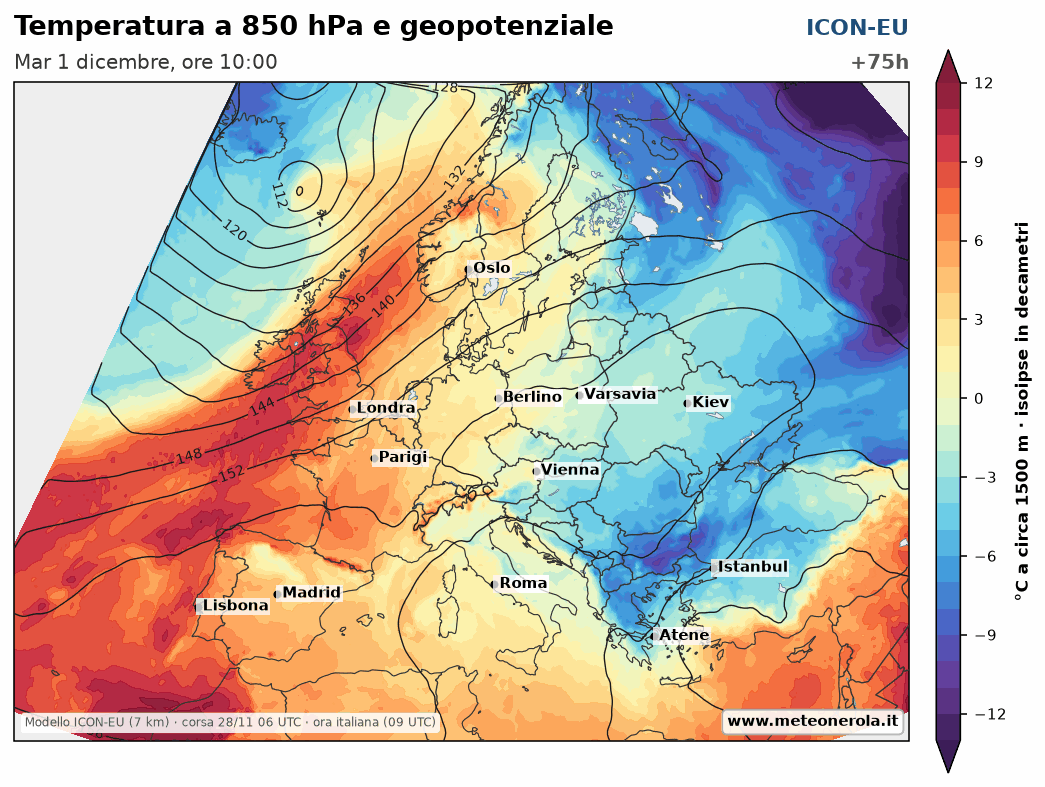 Temperatura a 850 hPa e geopotenziale
ICON-EU
Mar 1 dicembre, ore 10:00
+75h
128
132
112
0
120
Oslo
136
140
144
Londra
Berlino
Varsavia
Kiev
148
152
Parigi
Vienna
Istanbul
Roma
Madrid
Lisbona
Atene
Modello ICON-EU (7 km) · corsa 28/11 06 UTC · ora italiana (09 UTC)
www.meteonerola.it
12
9
6
3
0
−3
−6
−9
−12
°C a circa 1500 m · isoipse in decametri